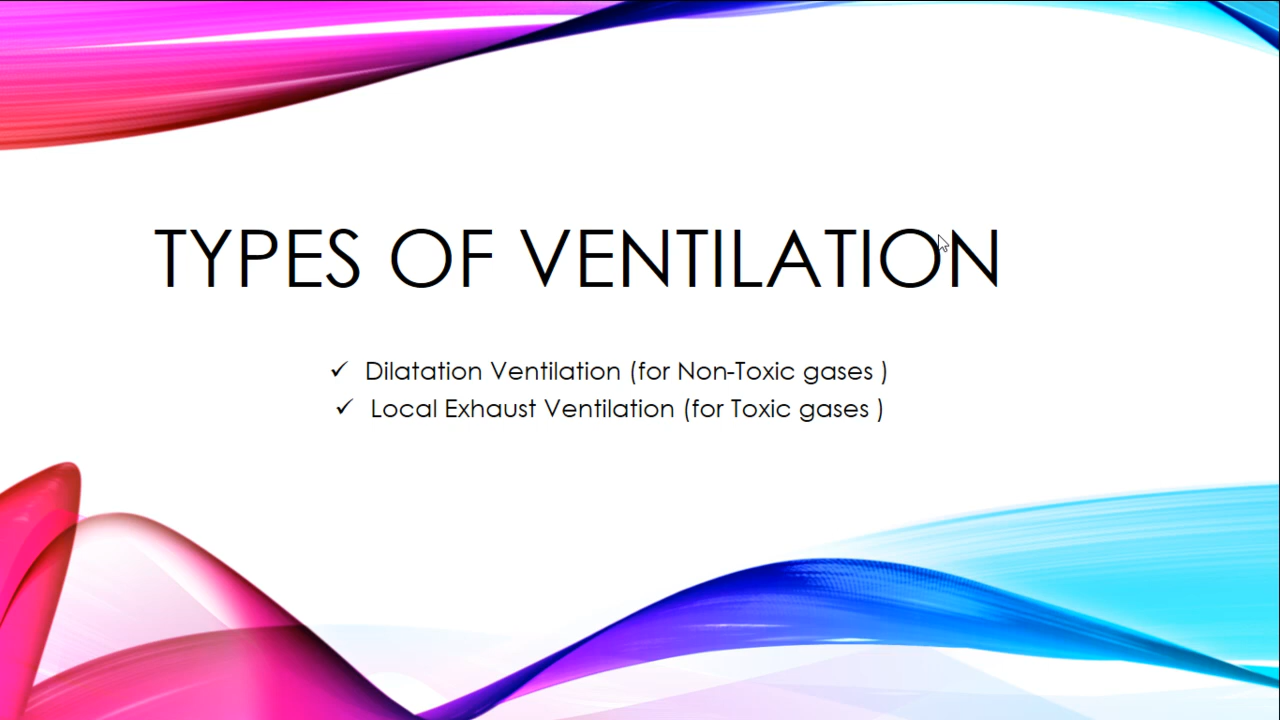 TYPES OF VENTILATION
✓ Dilatation Ventilation (for Non-Toxic gases )
✓ Local Exhaust Ventilation (for Toxic gases )